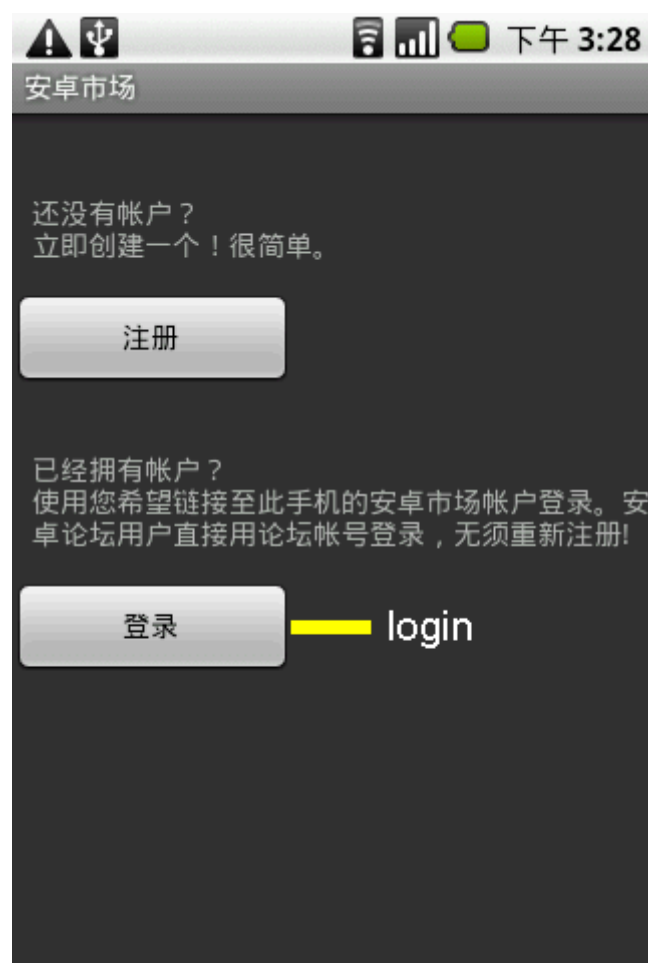 下午 3:28
安卓市场
还没有帐户？
立即创建一个！很简单。
注册
已经拥有帐户？
使用您希望链接至此手机的安卓市场帐户登录。安
卓论坛用户直接用论坛帐号登录，无须重新注册!
登录 login